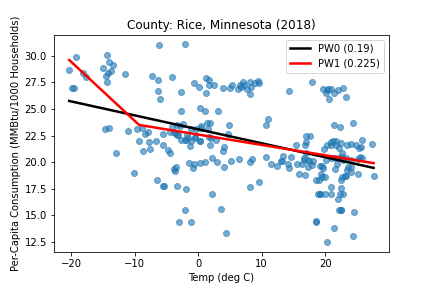 County: Rice, Minnesota (2018)
Per-Capita Consumption (MMBtu/1000 Households)
30.0
27.5
25.0
22.5
20.0
17.5
15.0
12.5
PW0 (0.19)
PW1 (0.225)
−20
−10
0
10
20
Temp (deg C)